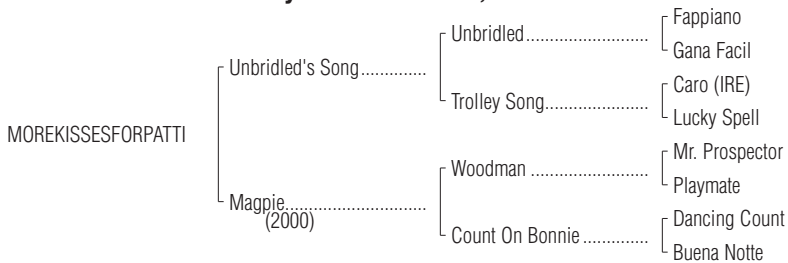 Fappiano
Unbridled
Gana Facil
Unbridled's Song
Caro (IRE)
Trolley Song
Lucky Spell
MOREKISSESFORPATTI
Mr. Prospector
Woodman
Playmate
Magpie
(2000)
Dancing Count
Count On Bonnie
Buena Notte